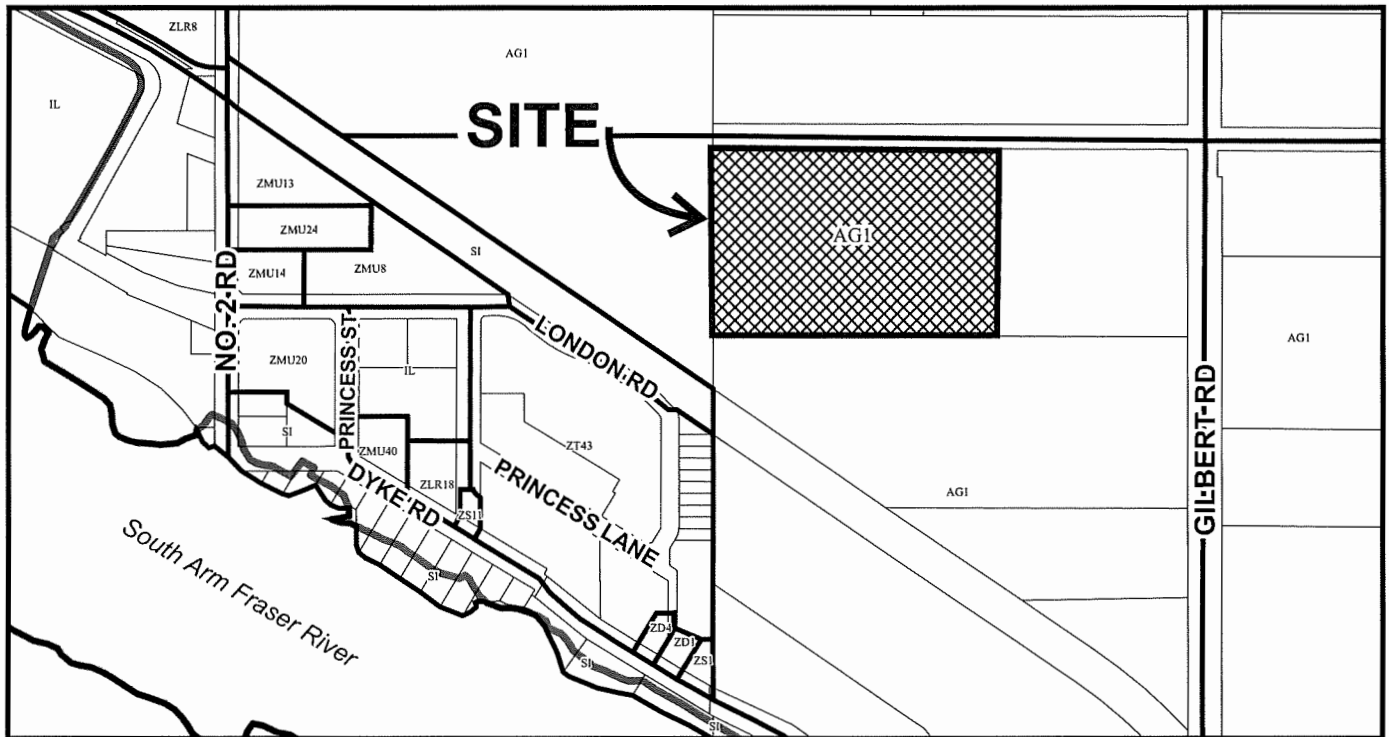 ZLR8
AG1
IL
SITE
ZMU13
ZMU24
SI
AG1
ZMU14
ZMU8
NO. 2 RD
LONDON RD
AG1
PRINCESS ST
ZMU20
IL
GILBERT RD
SI
ZMU40
ZT43
ZLR18
PRINCESS LANE
ZS11
DYKE RD
AG1
South Arm Fraser River
SI
ZD4
ZD1
ZS1
SI
SI